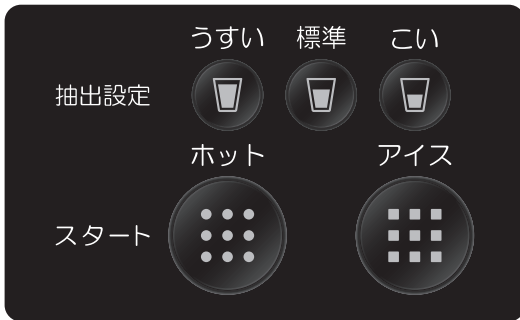 うすい 標準 こい
抽出設定
ホット アイス
スタート